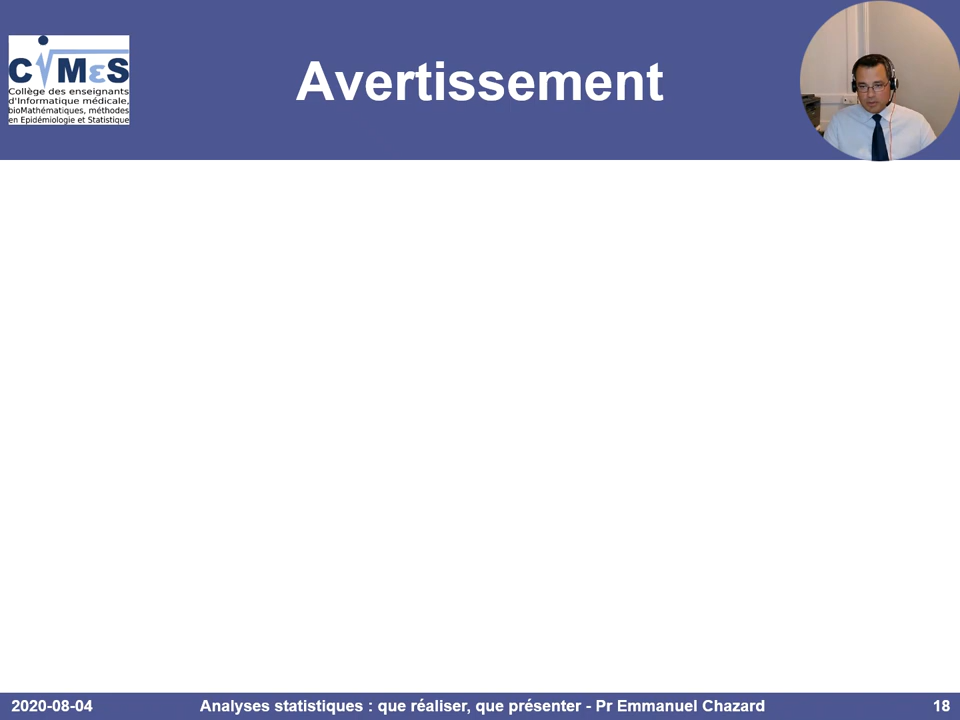 CIMεS
Collège des enseignants
d'Informatique médicale,
bioMathématiques, méthodes
en Epidémiologie et Statistique
Avertissement
2020-08-04 Analyses statistiques : que réaliser, que présenter - Pr Emmanuel Chazard 18